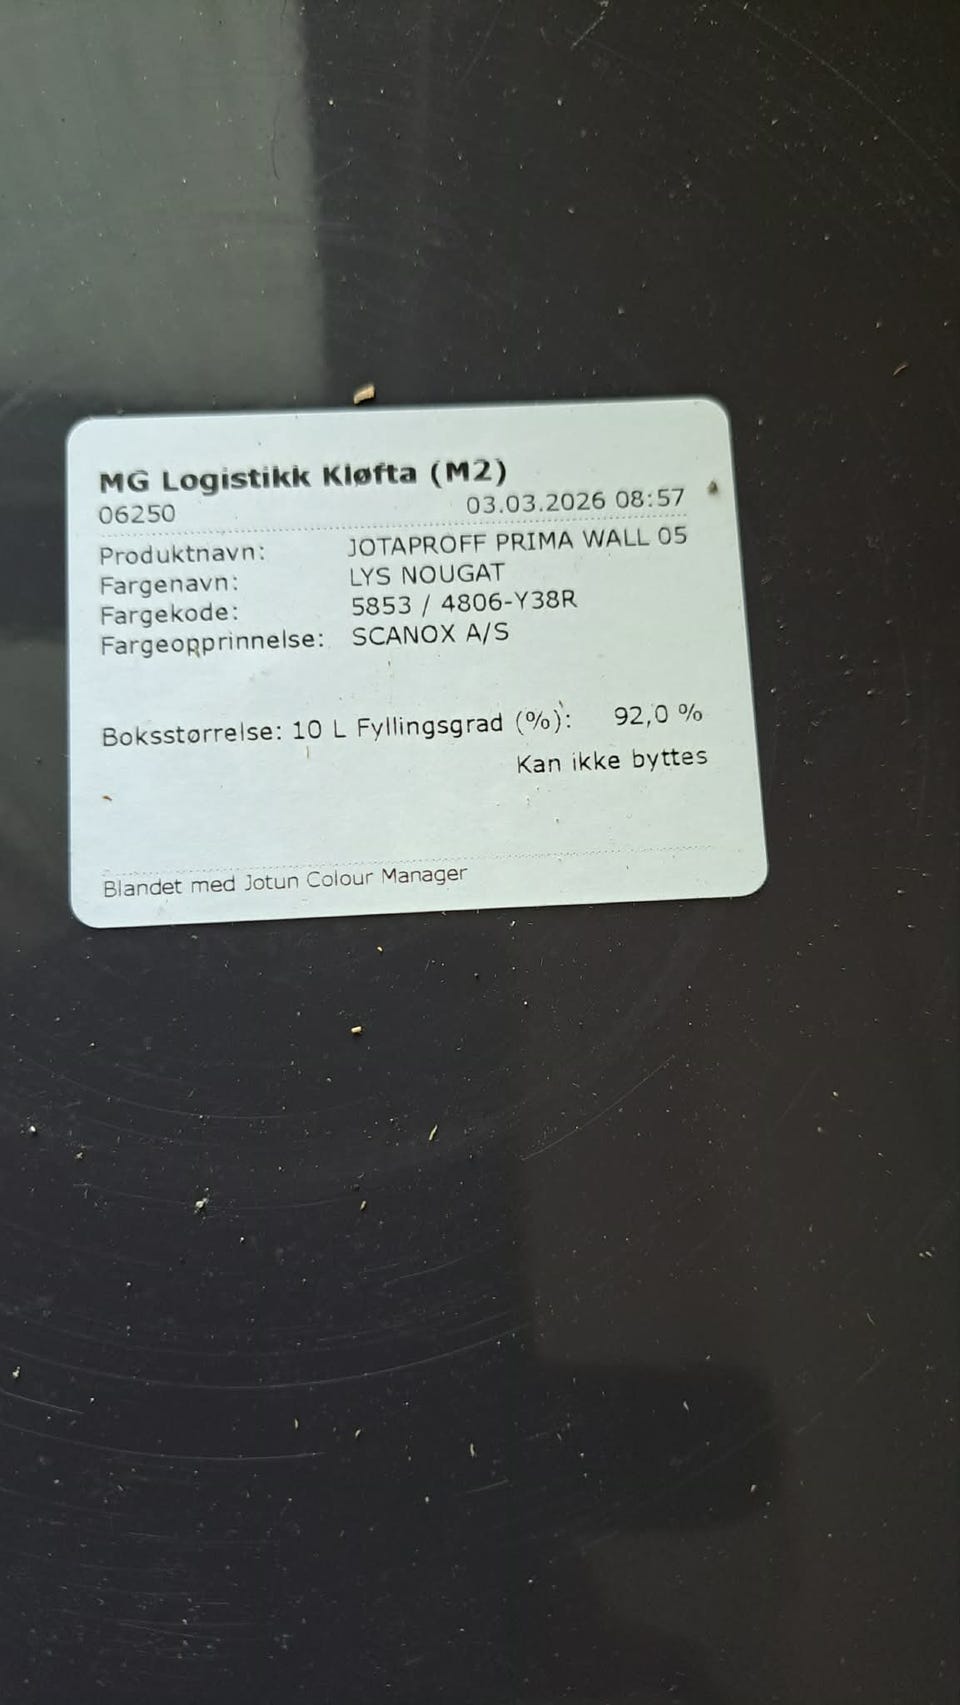 MG Logistikk Kløfta (M2)
06250 03.03.2026 08:57
Produktnavn: JOTAPROFF PRIMA WALL 05
Fargenavn: LYS NOUGAT
Fargekode: 5853 / 4806-Y38R
Fargeopprinnelse: SCANOX A/S
Boksstørrelse: 10 L Fyllingsgrad (%): 92,0 %
Kan ikke byttes
Blandet med Jotun Colour Manager